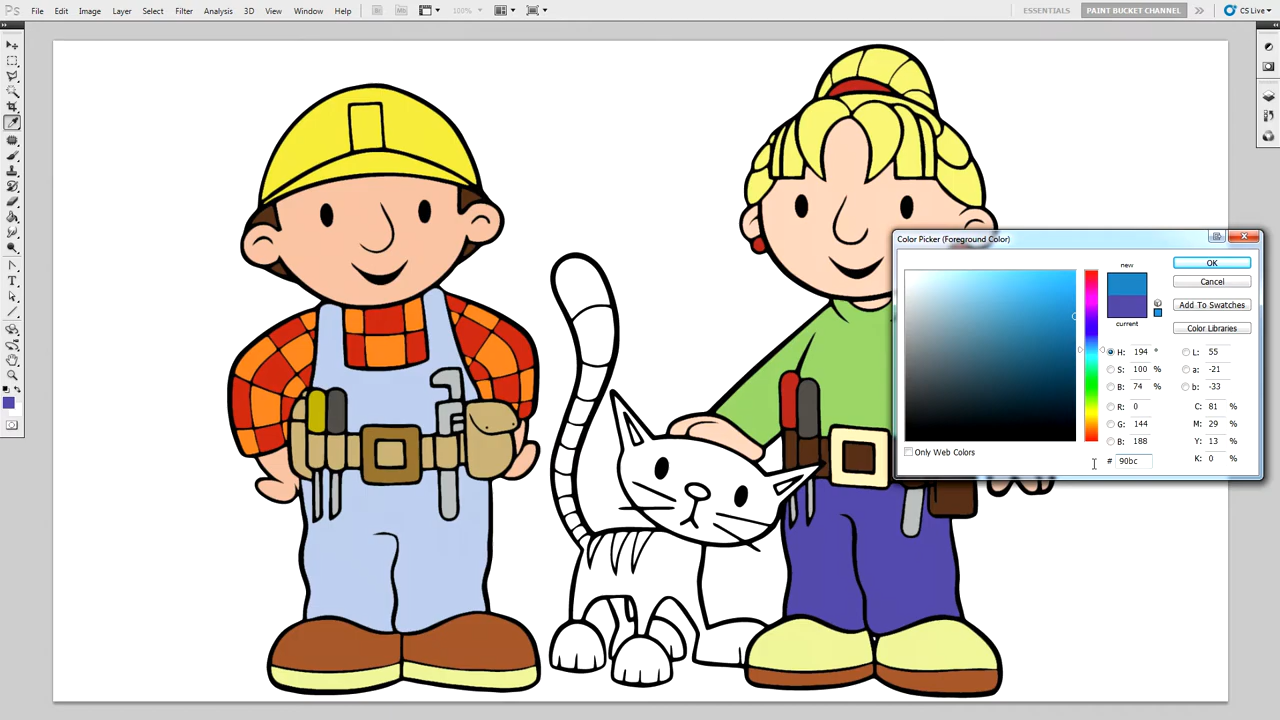 Ps File Edit Image Layer Select Filter Analysis 3D View Window Help 100% ESSENTIALS PAINT BUCKET CHANNEL CS Live
Color Picker (Foreground Color)
new
current
OK
Cancel
Add To Swatches
Color Libraries
H: 194 ° L: 55
S: 100 % a: -21
B: 74 % b: -33
R: 0 C: 81 %
G: 144 M: 29 %
B: 188 Y: 13 %
Only Web Colors # 90bc K: 0 %